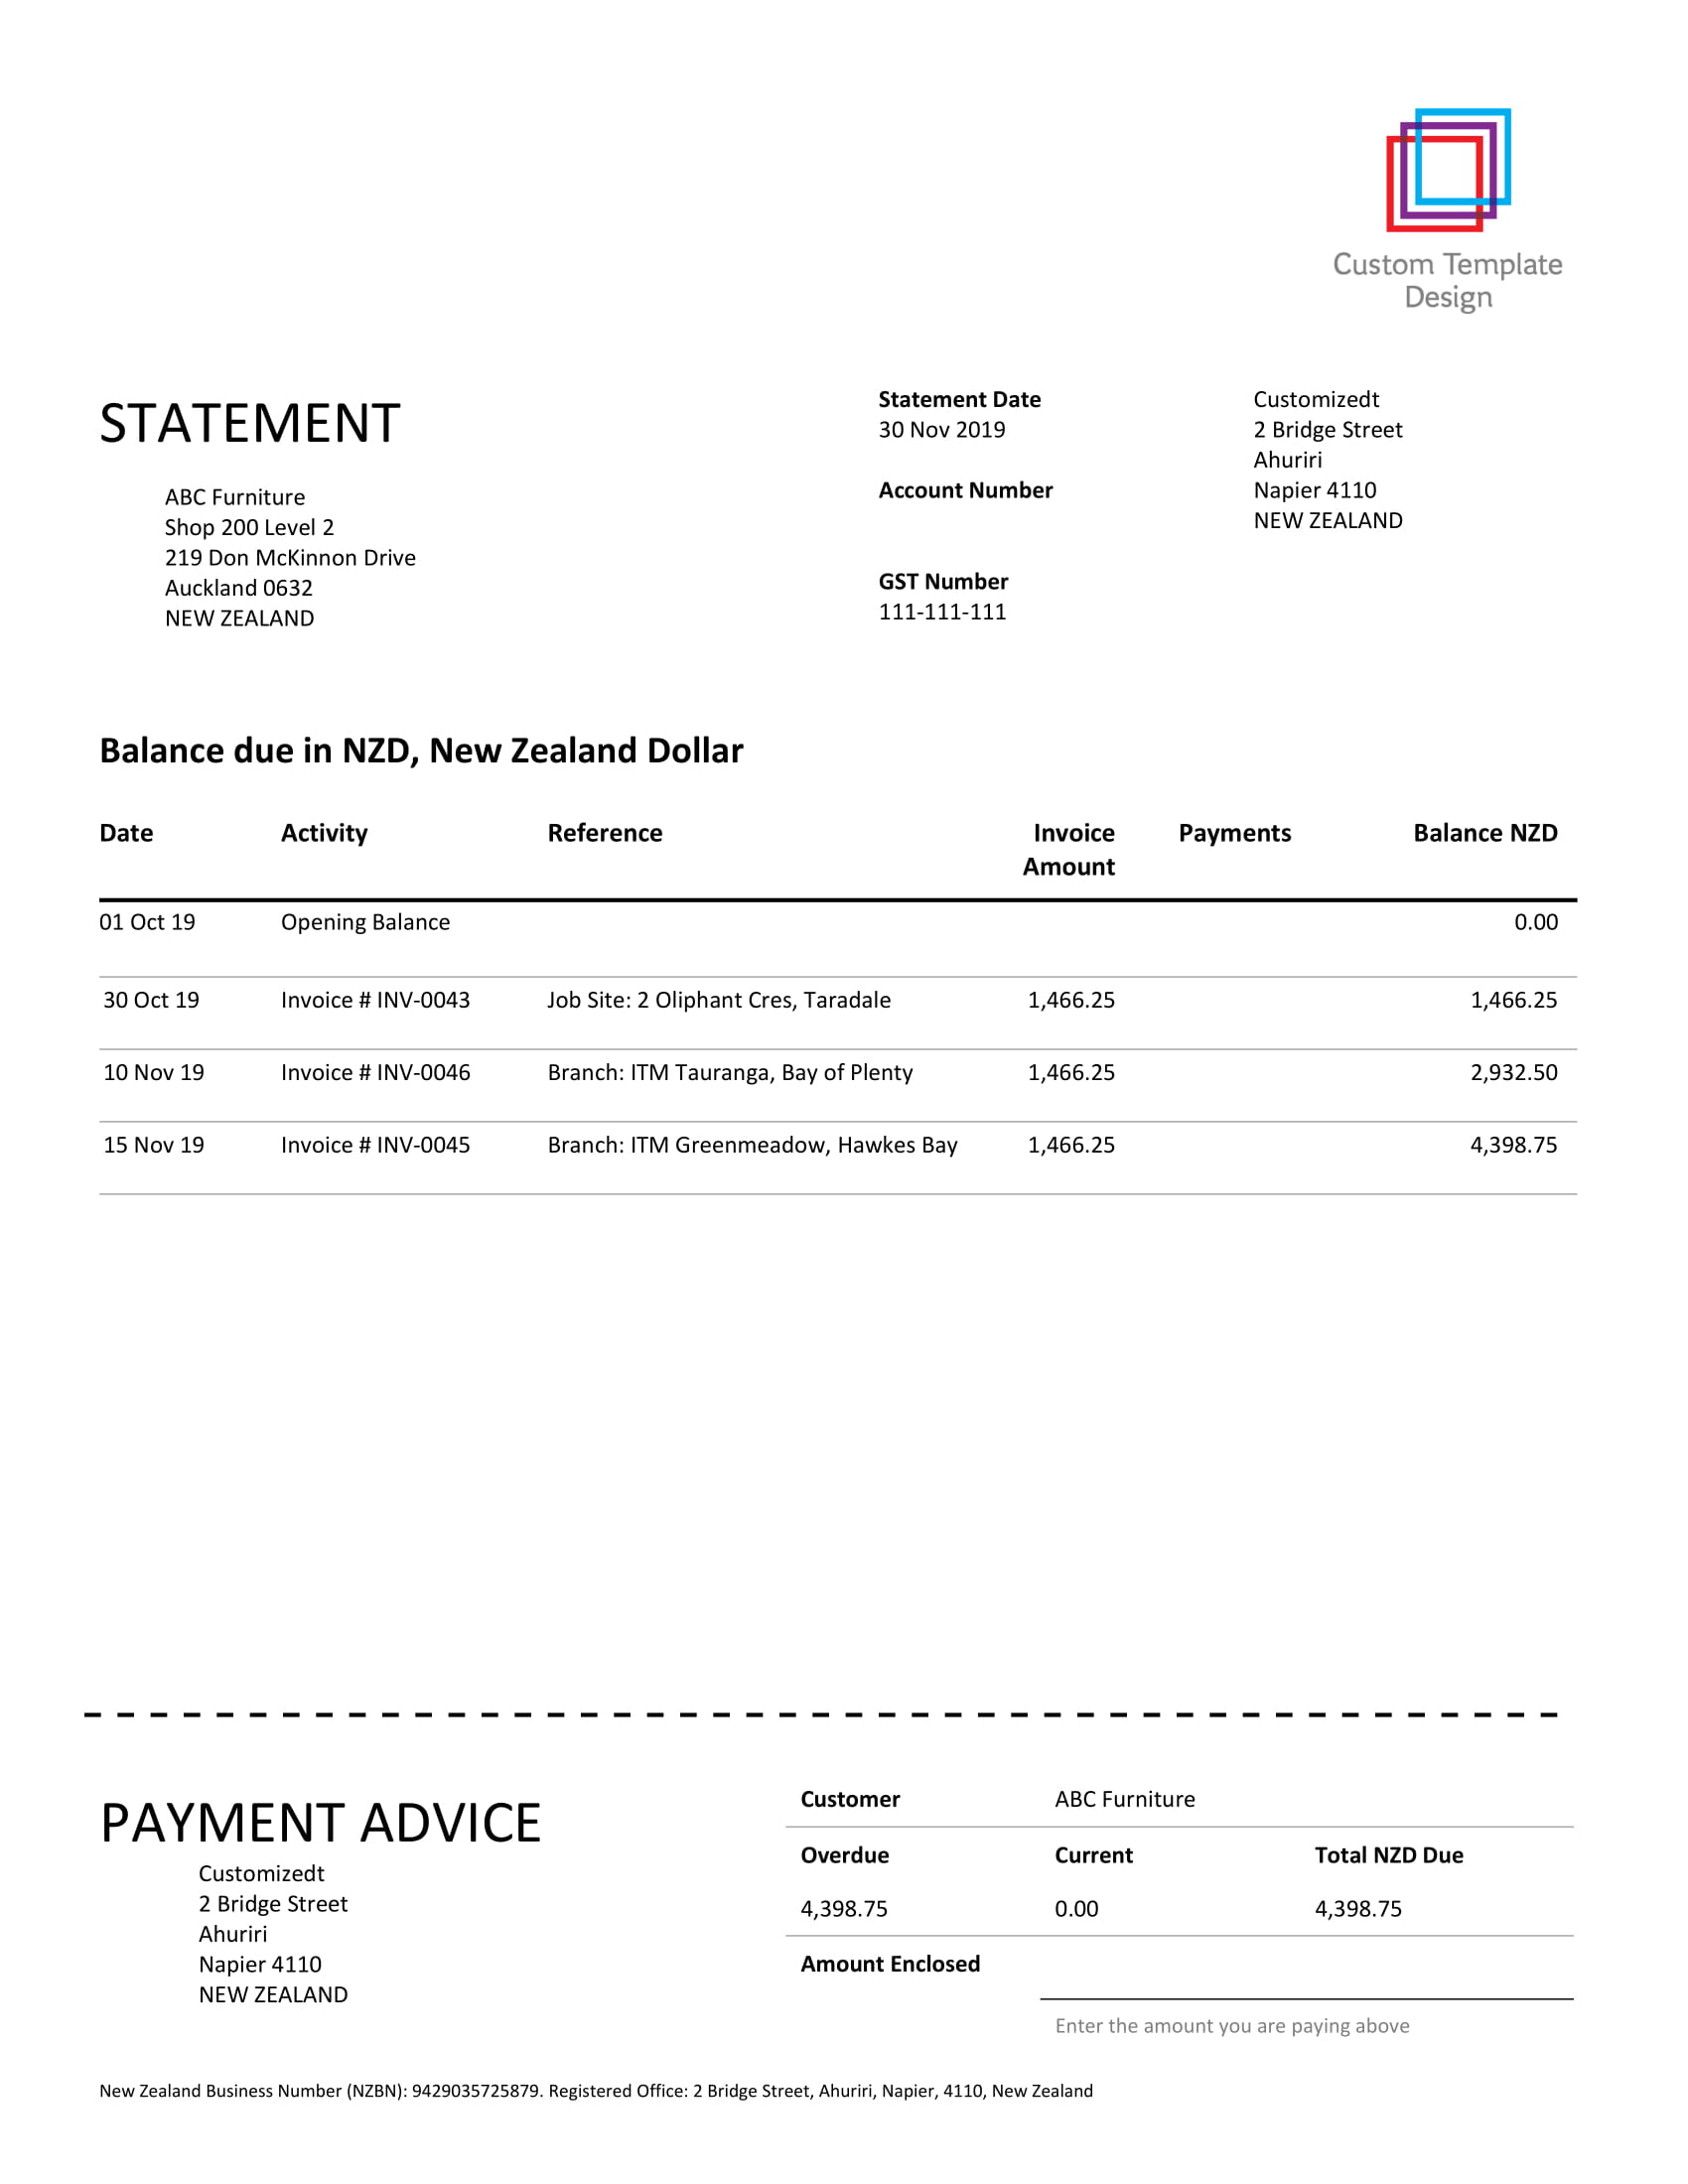 Custom Template
Design
STATEMENT
ABC Furniture
Shop 200 Level 2
219 Don McKinnon Drive
Auckland 0632
NEW ZEALAND
Statement Date
30 Nov 2019
Account Number
GST Number
111-111-111
Customizedt
2 Bridge Street
Ahuriri
Napier 4110
NEW ZEALAND
Balance due in NZD, New Zealand Dollar
Date Activity Reference Invoice Amount Payments Balance NZD
01 Oct 19 Opening Balance 0.00
30 Oct 19 Invoice # INV-0043 Job Site: 2 Oliphant Cres, Taradale 1,466.25 1,466.25
10 Nov 19 Invoice # INV-0046 Branch: ITM Tauranga, Bay of Plenty 1,466.25 2,932.50
15 Nov 19 Invoice # INV-0045 Branch: ITM Greenmeadow, Hawkes Bay 1,466.25 4,398.75
PAYMENT ADVICE
Customizedt
2 Bridge Street
Ahuriri
Napier 4110
NEW ZEALAND
Customer ABC Furniture
Overdue Current Total NZD Due
4,398.75 0.00 4,398.75
Amount Enclosed
Enter the amount you are paying above
New Zealand Business Number (NZBN): 9429035725879. Registered Office: 2 Bridge Street, Ahuriri, Napier, 4110, New Zealand